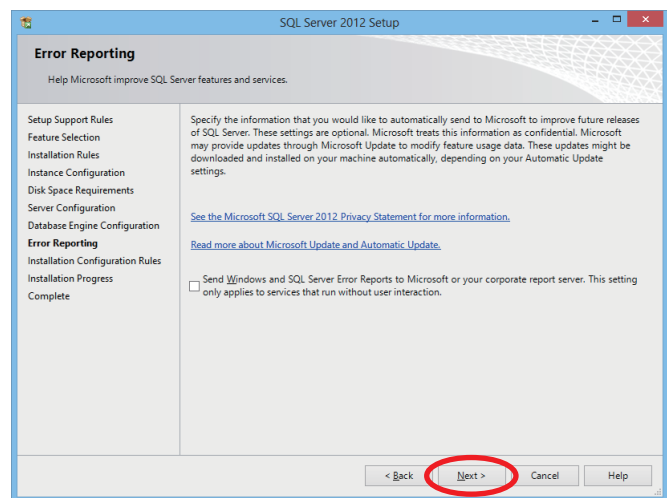 SQL Server 2012 Setup
Error Reporting
Help Microsoft improve SQL Server features and services.
Setup Support Rules
Feature Selection
Installation Rules
Instance Configuration
Disk Space Requirements
Server Configuration
Database Engine Configuration
Error Reporting
Installation Configuration Rules
Installation Progress
Complete
Specify the information that you would like to automatically send to Microsoft to improve future releases
of SQL Server. These settings are optional. Microsoft treats this information as confidential. Microsoft
may provide updates through Microsoft Update to modify feature usage data. These updates might be
downloaded and installed on your machine automatically, depending on your Automatic Update
settings.
See the Microsoft SQL Server 2012 Privacy Statement for more information.
Read more about Microsoft Update and Automatic Update.
Send Windows and SQL Server Error Reports to Microsoft or your corporate report server. This setting
only applies to services that run without user interaction.
< Back Next > Cancel Help